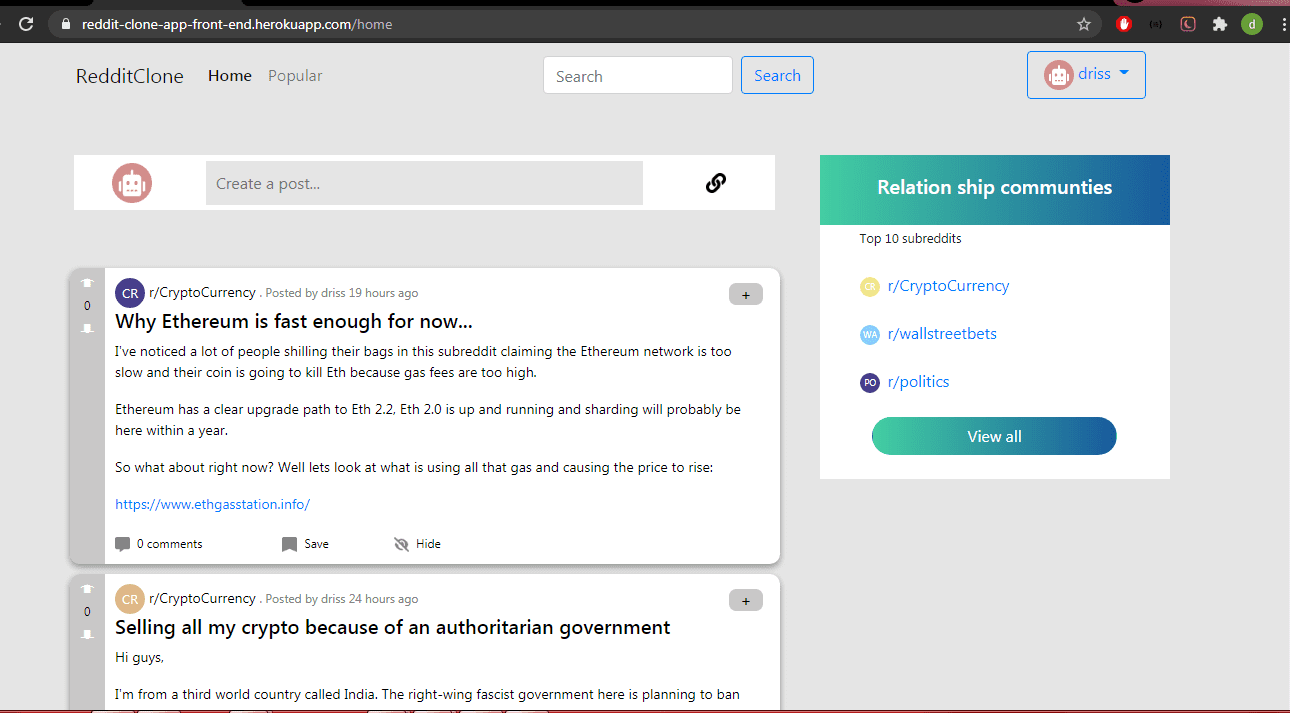 reddit-clone-app-front-end.herokuapp.com/home
d
RedditClone Home Popular Search Search driss
Create a post...
CR r/CryptoCurrency . Posted by driss 19 hours ago +
0
Why Ethereum is fast enough for now...
I've noticed a lot of people shilling their bags in this subreddit claiming the Ethereum network is too
slow and their coin is going to kill Eth because gas fees are too high.
Ethereum has a clear upgrade path to Eth 2.2, Eth 2.0 is up and running and sharding will probably be
here within a year.
So what about right now? Well lets look at what is using all that gas and causing the price to rise:
https://www.ethgasstation.info/
0 comments Save Hide
CR r/CryptoCurrency . Posted by driss 24 hours ago +
0
Selling all my crypto because of an authoritarian government
Hi guys,
I'm from a third world country called India. The right-wing fascist government here is planning to ban
Relation ship communties
Top 10 subreddits
CR r/CryptoCurrency
WA r/wallstreetbets
PO r/politics
View all